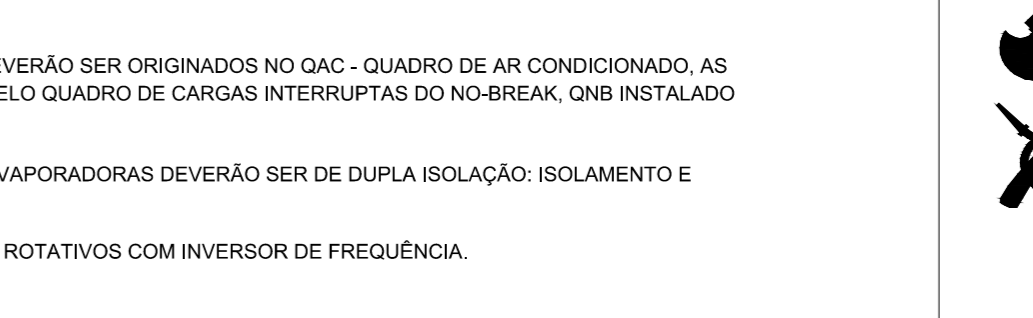 EVERÃO SER ORIGINADOS NO QAC - QUADRO DE AR CONDICIONADO, AS
ELO QUADRO DE CARGAS INTERRUPTAS DO NO-BREAK, QNB INSTALADO
VAPORADORAS DEVERÃO SER DE DUPLA ISOLAÇÃO: ISOLAMENTO E
ROTATIVOS COM INVERSOR DE FREQUÊNCIA.